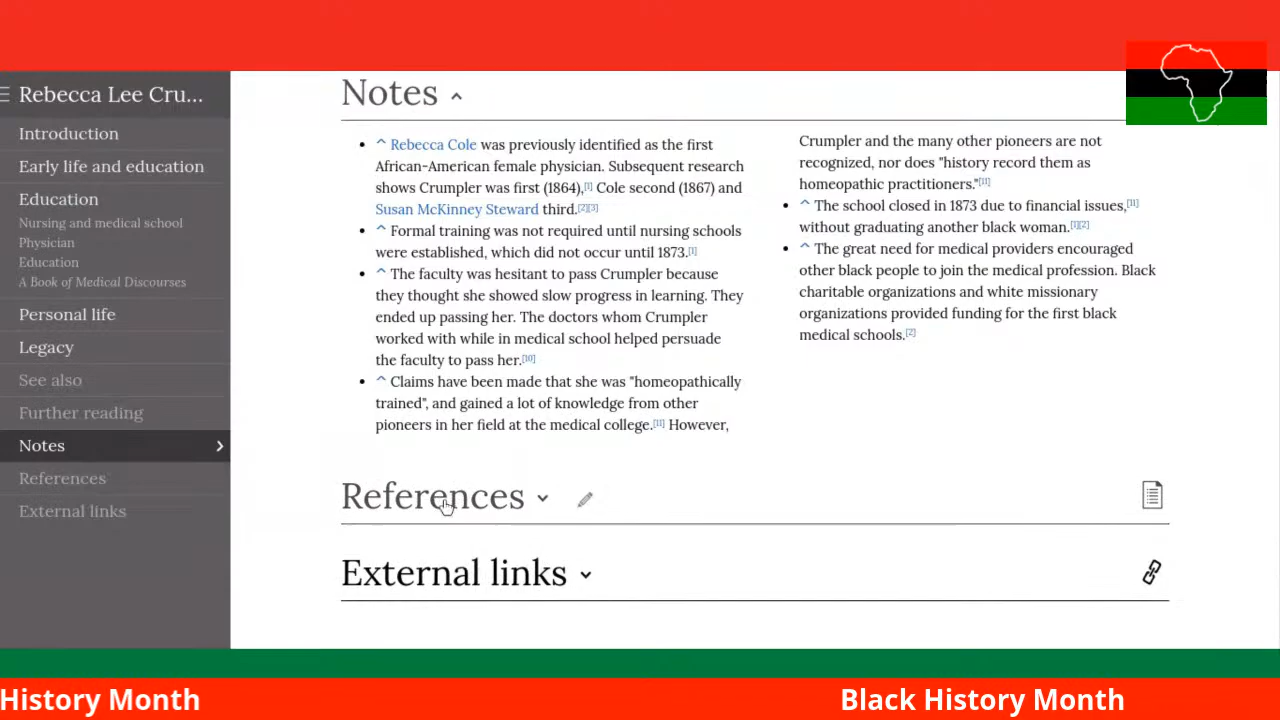 Rebecca Lee Cru...
Introduction
Early life and education
Education
Nursing and medical school
Physician
Education
A Book of Medical Discourses
Personal life
Legacy
See also
Further reading
Notes
References
External links
Notes
^ Rebecca Cole was previously identified as the first
African-American female physician. Subsequent research
shows Crumpler was first (1864),[1] Cole second (1867) and
Susan McKinney Steward third.[2][3]
^ Formal training was not required until nursing schools
were established, which did not occur until 1873.[1]
^ The faculty was hesitant to pass Crumpler because
they thought she showed slow progress in learning. They
ended up passing her. The doctors whom Crumpler
worked with while in medical school helped persuade
the faculty to pass her.[10]
^ Claims have been made that she was "homeopathically
trained", and gained a lot of knowledge from other
pioneers in her field at the medical college.[11] However,
Crumpler and the many other pioneers are not
recognized, nor does "history record them as
homeopathic practitioners."[11]
^ The school closed in 1873 due to financial issues,[11]
without graduating another black woman.[1][2]
^ The great need for medical providers encouraged
other black people to join the medical profession. Black
charitable organizations and white missionary
organizations provided funding for the first black
medical schools.[2]
References
External links
History Month
Black History Month